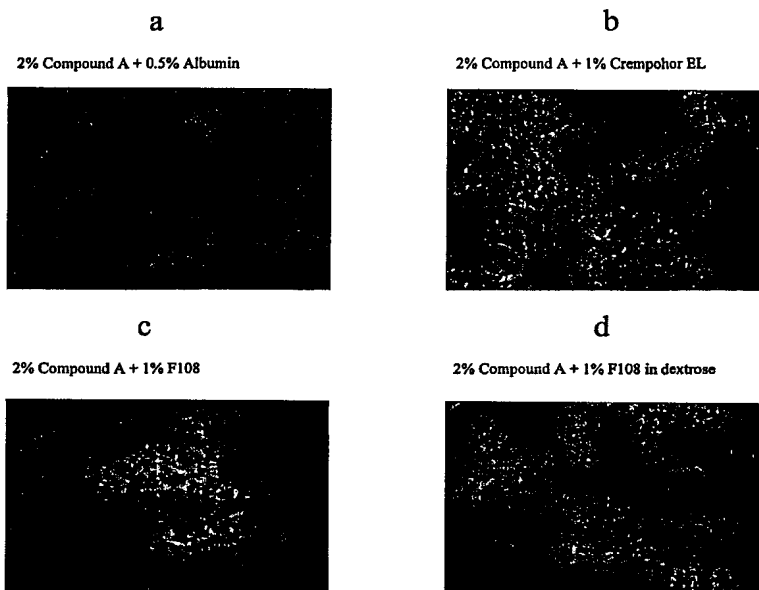 a
2% Compound A + 0.5% Albumin
b
2% Compound A + 1% Crempohor EL
c
2% Compound A + 1% F108
d
2% Compound A + 1% F108 in dextrose